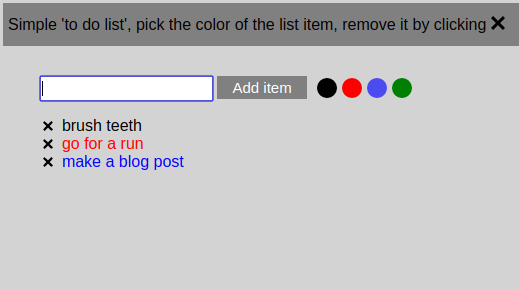 Simple 'to do list', pick the color of the list item, remove it by clicking ✕
Add item
✕ brush teeth
✕ go for a run
✕ make a blog post